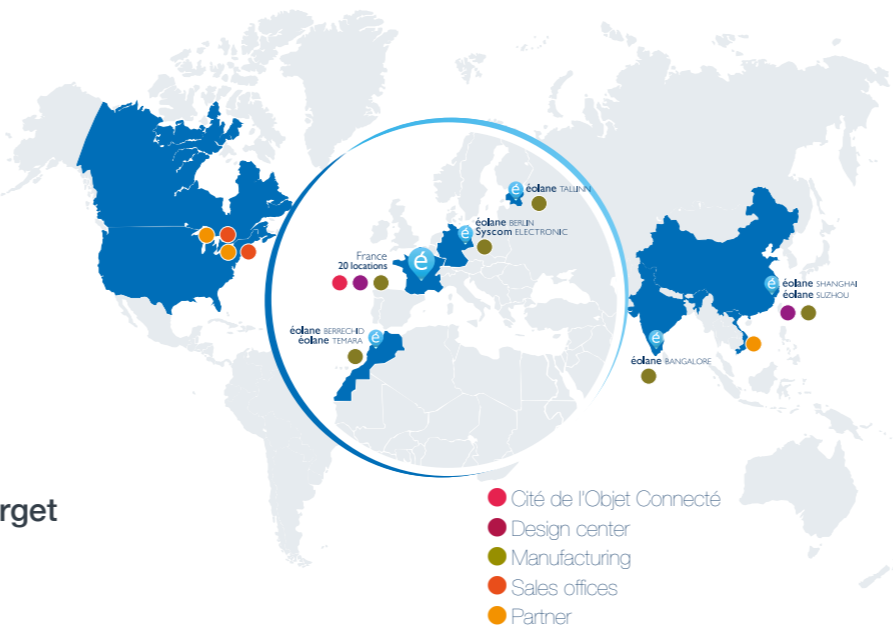 éolane TALLINN
éolane BERLIN
Syscom ELECTRONIC
France
20 locations
éolane SHANGHAI
éolane SUZHOU
éolane BERRECHID
éolane TEMARA
éolane BANGALORE
rget
Cité de l'Objet Connecté
Design center
Manufacturing
Sales offices
Partner